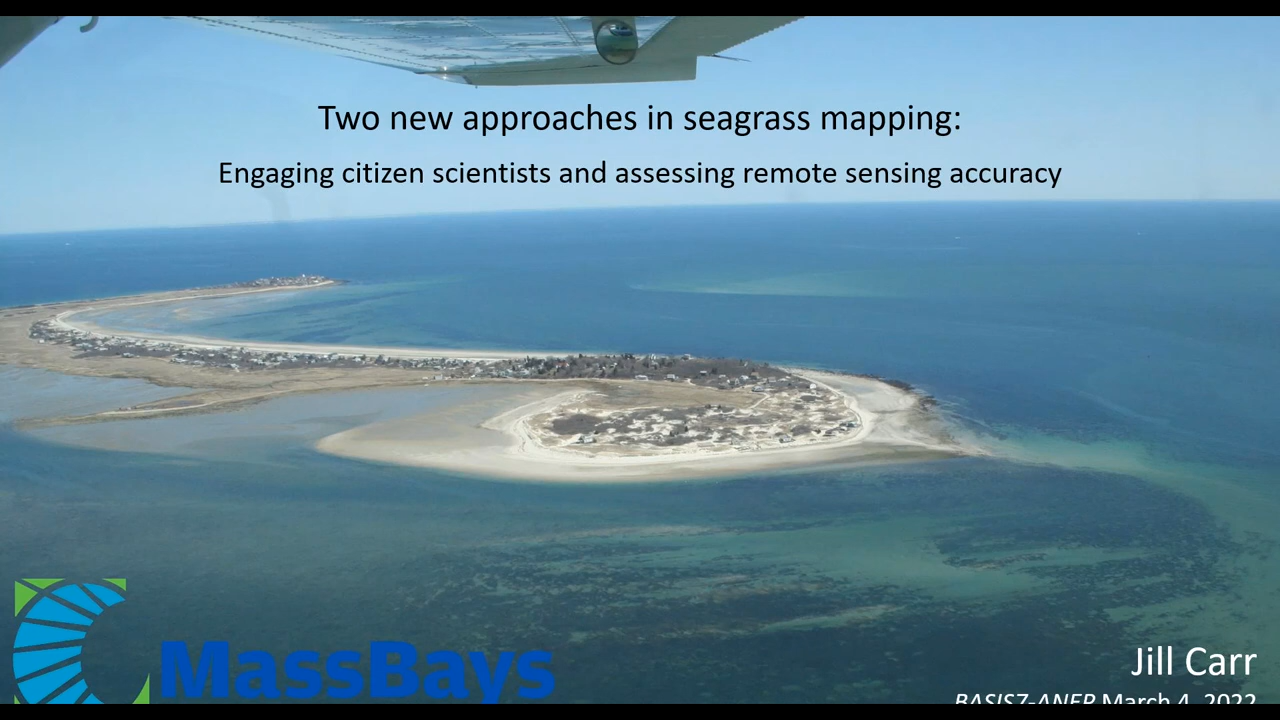 Two new approaches in seagrass mapping:
Engaging citizen scientists and assessing remote sensing accuracy
MassBays
Jill Carr
BASIS7-ANEP March 4, 2022